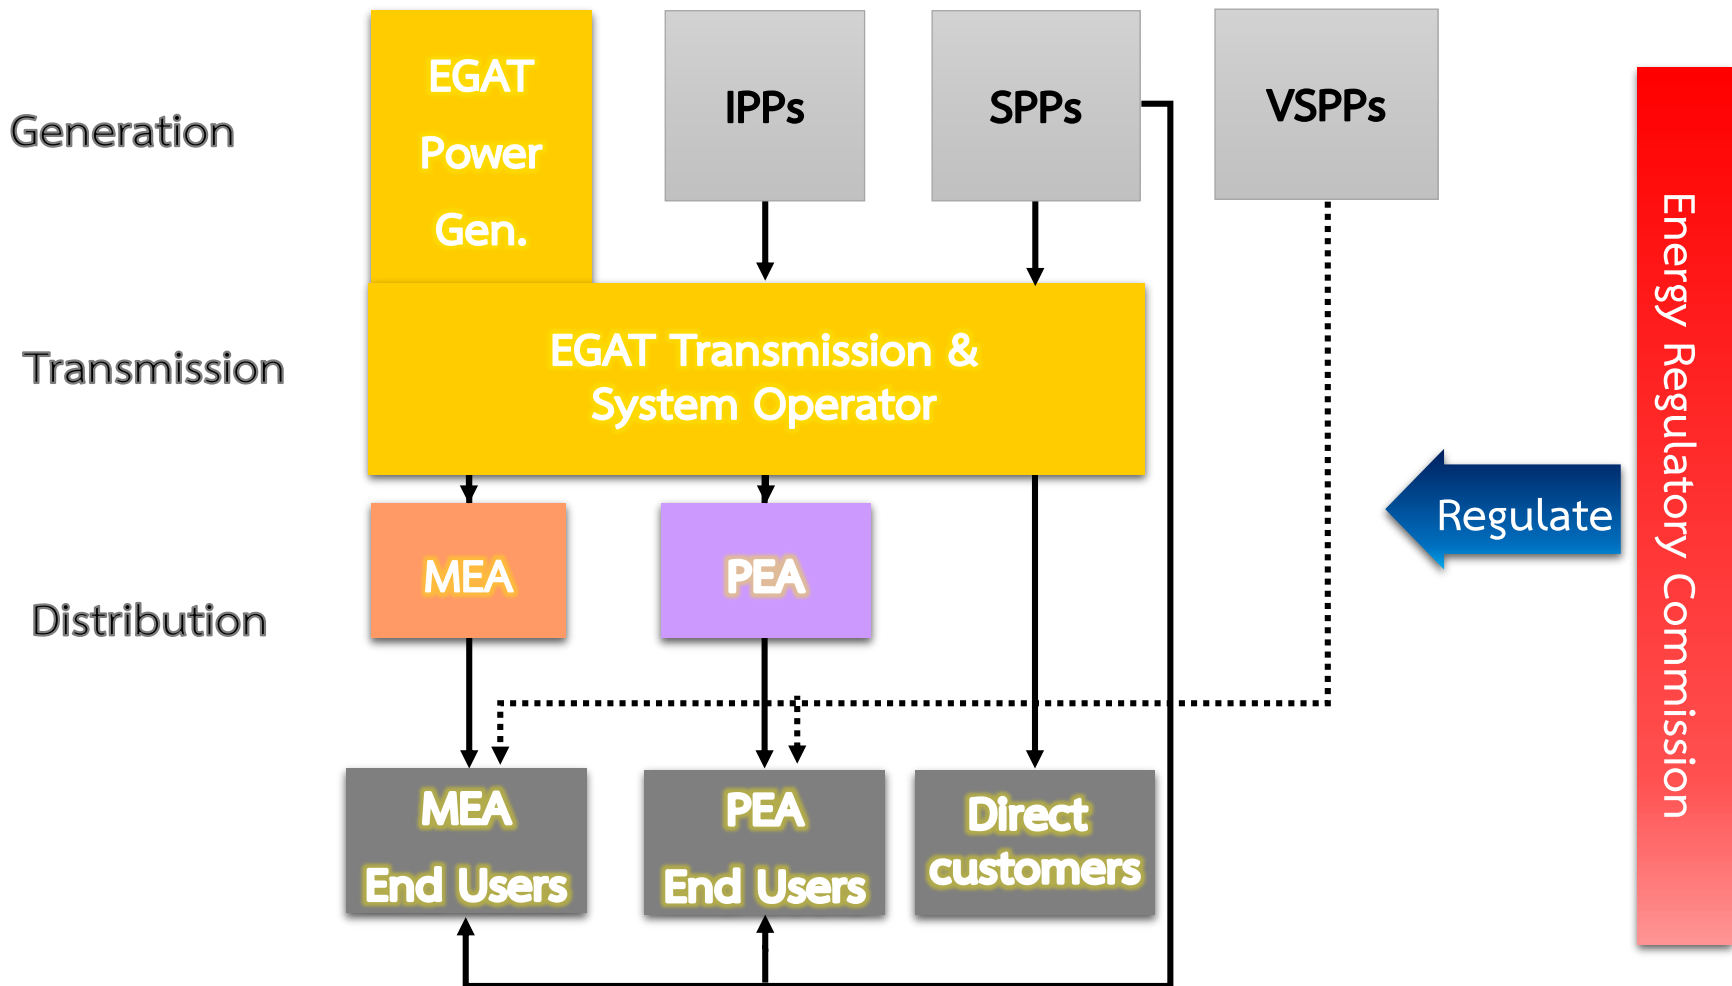 Generation
EGAT
Power
Gen.
IPPs
SPPs
VSPPs
Transmission
EGAT Transmission &
System Operator
Energy Regulatory Commission
Regulate
Distribution
MEA
PEA
MEA
End Users
PEA
End Users
Direct
customers